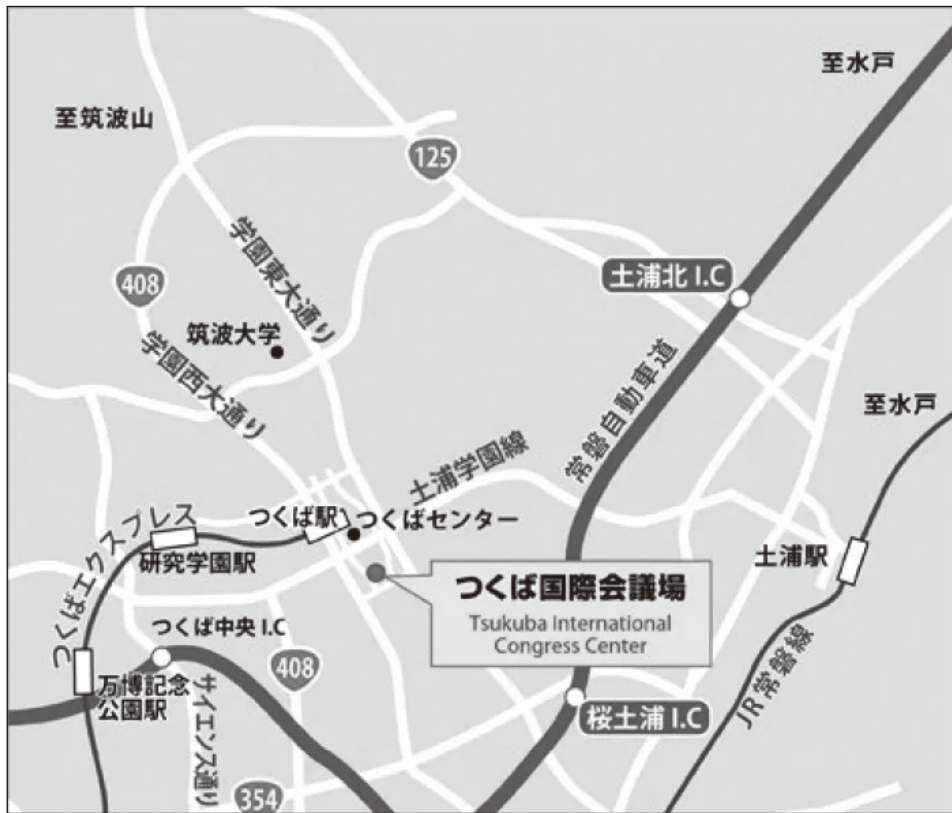 至水戸
至筑波山
125
学園東大通り
408
土浦北 I.C
筑波大学
学園西大通り
常磐自動車道
至水戸
土浦学園線
つくば駅
つくばセンター
つくばエクスプレス
研究学園駅
土浦駅
つくば国際会議場
Tsukuba International
Congress Center
つくば中央 I.C
408
万博記念
公園駅
サイエンス通り
桜土浦 I.C
JR常磐線
354